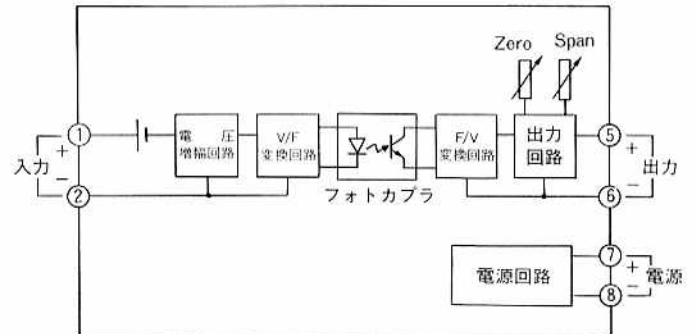 Zero Span
① 電圧 増幅回路 V/F 変換回路 F/V 変換回路 出力 回路 ⑤
入力 + − + − 出力
② フォトカプラ ⑥
⑦
電源回路 + − 電源
⑧